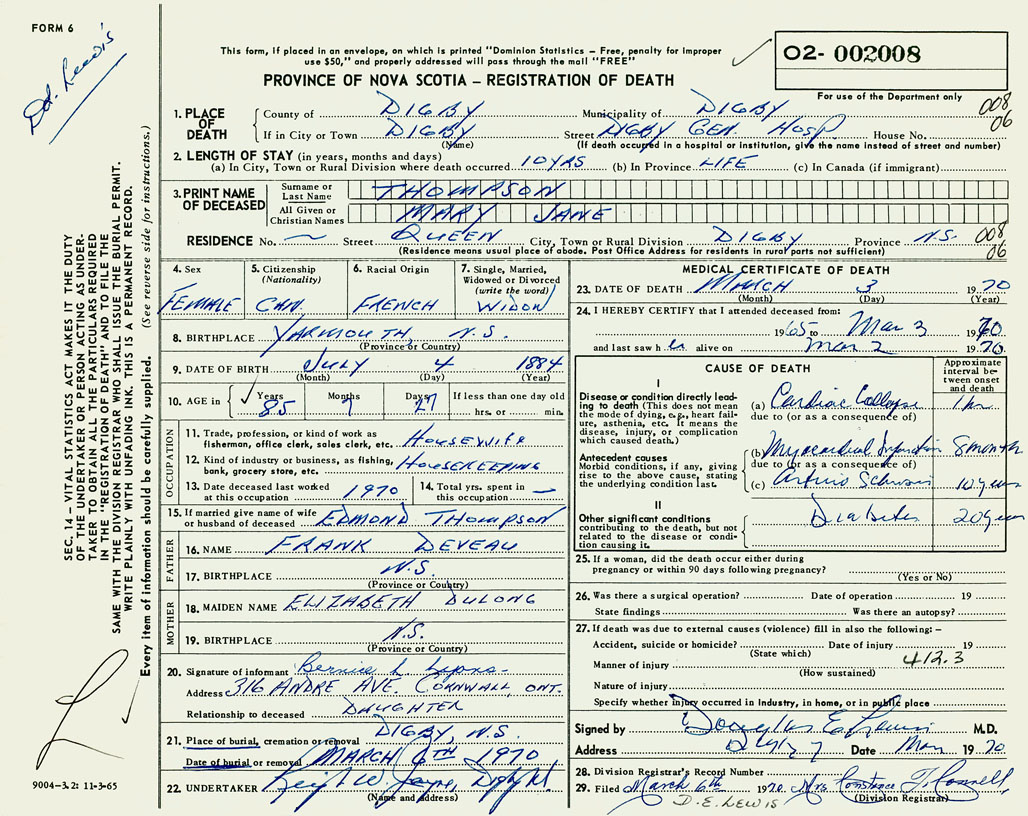 FORM 6
Dd. Lewis
This form, if placed in an envelope, on which is printed "Dominion Statistics – Free, penalty for improper
use $50," and properly addressed will pass through the mail "FREE"
PROVINCE OF NOVA SCOTIA – REGISTRATION OF DEATH
O2- 002008
For use of the Department only
008
06
1. PLACE OF DEATH
County of DIGBY Municipality of DIGBY
If in City or Town DIGBY Street DIGBY GEN. HOSP House No.
(Name) (If death occurred in a hospital or institution, give the name instead of street and number)
2. LENGTH OF STAY (in years, months and days)
(a) In City, Town or Rural Division where death occurred 10 YRS (b) In Province LIFE (c) In Canada (if immigrant)
3. PRINT NAME OF DECEASED
Surname or Last Name THOMPSON
All Given or Christian Names MARY JANE
RESIDENCE No. Street QUEEN City, Town or Rural Division DIGBY Province N.S.
008
06
(Residence means usual place of abode. Post Office Address for residents in rural parts not sufficient)
4. Sex
FEMALE
5. Citizenship
(Nationality)
CAN.
6. Racial Origin
FRENCH
7. Single, Married,
Widowed or Divorced
(write the word)
WIDOW
8. BIRTHPLACE YARMOUTH, N.S.
(Province or Country)
9. DATE OF BIRTH JULY 4 1884
(Month) (Day) (Year)
10. AGE in Years 85 Months 7 Days 27 If less than one day old
hrs. or min.
OCCUPATION
11. Trade, profession, or kind of work as
fisherman, office clerk, sales clerk, etc. HOUSEWIFE
12. Kind of industry or business, as fishing,
bank, grocery store, etc. HOUSEKEEPING
13. Date deceased last worked
at this occupation 1970
14. Total yrs. spent in
this occupation —
15. If married give name of wife
or husband of deceased EDMOND THOMPSON
FATHER
16. NAME FRANK DEVEAU
17. BIRTHPLACE N.S.
(Province or Country)
MOTHER
18. MAIDEN NAME ELIZABETH DULONG
19. BIRTHPLACE N.S.
(Province or Country)
20. Signature of informant Bernice L Lyons
Address 316 ANDRE AVE. CORNWALL ONT.
Relationship to deceased DAUGHTER
21. Place of burial, cremation or removal DIGBY, N.S.
Date of burial or removal MARCH 6TH 1970
22. UNDERTAKER Keith W. Jayne, Digby
(Name and address)
MEDICAL CERTIFICATE OF DEATH
23. DATE OF DEATH MARCH 3 1970
(Month) (Day) (Year)
24. I HEREBY CERTIFY that I attended deceased from:
1965 to Mar 3 1970
and last saw h er alive on Mar 2 1970
CAUSE OF DEATH
Approximate
interval be-
tween onset
and death
I
Disease or condition directly lead-
ing to death (This does not mean
the mode of dying, e.g., heart failure,
asthenia, etc. It means the
disease, injury, or complication
which caused death.)
(a) Cardiac Collapse 1 hr
due to (or as a consequence of)
Antecedent causes
Morbid conditions, if any, giving
rise to the above cause, stating
the underlying condition last.
(b) Myocardial Infarction 8 months
due to (or as a consequence of)
(c) Arterio Schrosis 10 years
II
Other significant conditions
contributing to the death, but not
related to the disease or condi-
tion causing it.
Diabetes 20 years
25. If a woman, did the death occur either during
pregnancy or within 90 days following pregnancy?
(Yes or No)
26. Was there a surgical operation? Date of operation 19
State findings Was there an autopsy?
27. If death was due to external causes (violence) fill in also the following: –
Accident, suicide or homicide? Date of injury 19
(State which)
412.3
Manner of injury
(How sustained)
Nature of injury
Specify whether injury occurred in Industry, in home, or in public place
Signed by Douglas E. Lewis M.D.
Address Digby Date Mar 1970
28. Division Registrar's Record Number
29. Filed March 6th 1970. Mrs. Constance T. Connell
D.E. LEWIS (Division Registrar)
SEC. 14 – VITAL STATISTICS ACT MAKES IT THE DUTY
OF THE UNDERTAKER OR PERSON ACTING AS UNDER-
TAKER TO OBTAIN ALL THE PARTICULARS REQUIRED
IN THE "REGISTRATION OF DEATH" AND TO FILE THE
SAME WITH THE DIVISION REGISTRAR WHO SHALL ISSUE THE BURIAL PERMIT.
WRITE PLAINLY WITH UNFADING INK. THIS IS A PERMANENT RECORD.
Every item of information should be carefully supplied. (See reverse side for instructions.)
9004–3.2: 11-3-65